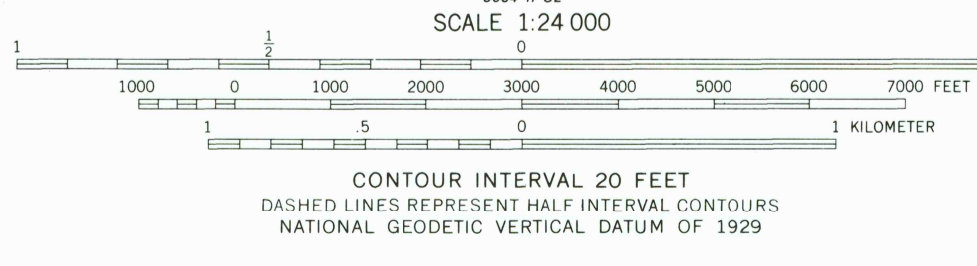 SCALE 1:24 000
1 1/2 0
1000 0 1000 2000 3000 4000 5000 6000 7000 FEET
1 .5 0 1 KILOMETER
CONTOUR INTERVAL 20 FEET
DASHED LINES REPRESENT HALF INTERVAL CONTOURS
NATIONAL GEODETIC VERTICAL DATUM OF 1929